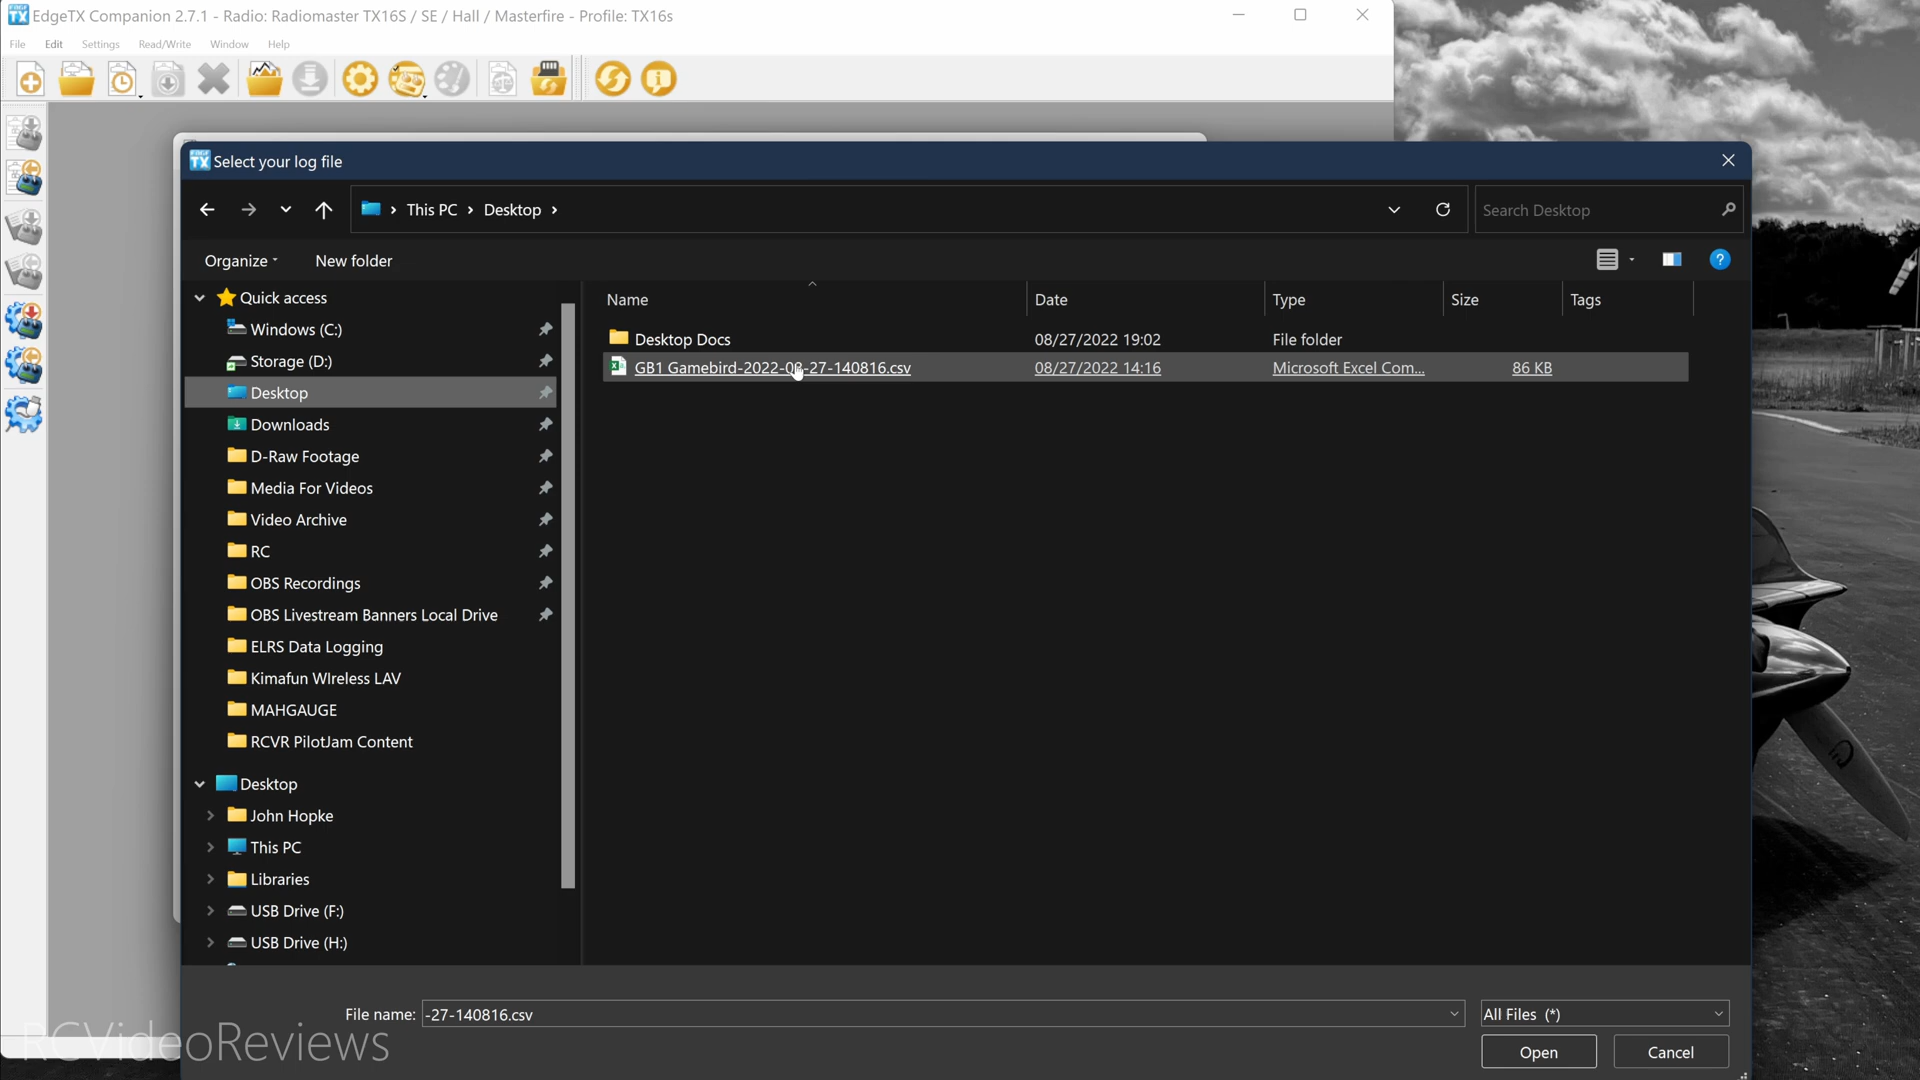 EdgeTX Companion 2.7.1 - Radio: Radiomaster TX16S / SE / Hall / Masterfire - Profile: TX16s
File Edit Settings Read/Write Window Help
Select your log file
This PC > Desktop >
Search Desktop
Organize New folder
Quick access
Name Date Type Size Tags
Windows (C:)
Desktop Docs 08/27/2022 19:02 File folder
Storage (D:)
GB1 Gamebird-2022-08-27-140816.csv 08/27/2022 14:16 Microsoft Excel Com... 86 KB
Desktop
Downloads
D-Raw Footage
Media For Videos
Video Archive
RC
OBS Recordings
OBS Livestream Banners Local Drive
ELRS Data Logging
Kimafun WIreless LAV
MAHGAUGE
RCVR PilotJam Content
Desktop
John Hopke
This PC
Libraries
USB Drive (F:)
USB Drive (H:)
File name: -27-140816.csv All Files (*)
RCVideoReviews
Open Cancel